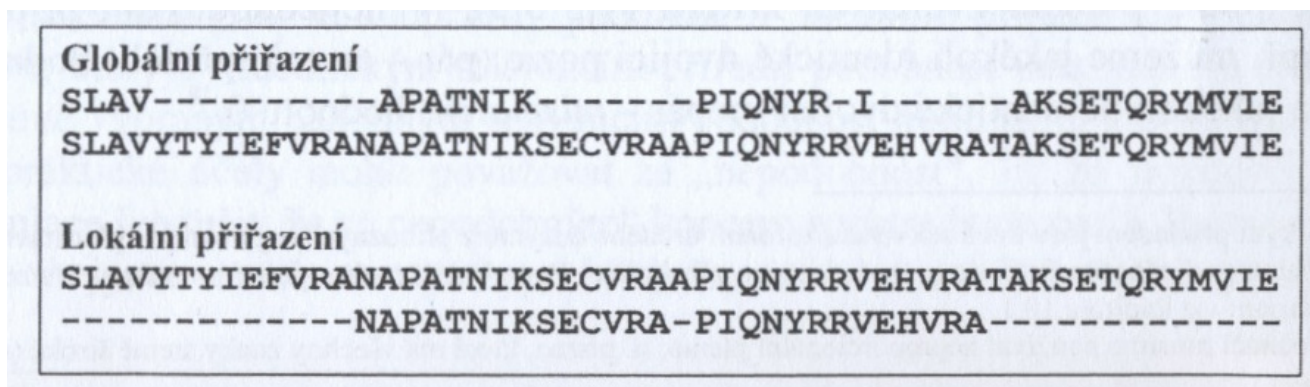 Globální přiřazení
SLAV----------APATNIK-------PIQNYR-I------AKSETQRYMVIE
SLAVYTYIEFVRANAPATNIKSECVRAAPIQNYRRVEHVRATAKSETQRYMVIE
Lokální přiřazení
SLAVYTYIEFVRANAPATNIKSECVRAAPIQNYRRVEHVRATAKSETQRYMVIE
-------------NAPATNIKSECVRA-PIQNYRRVEHVRA-------------